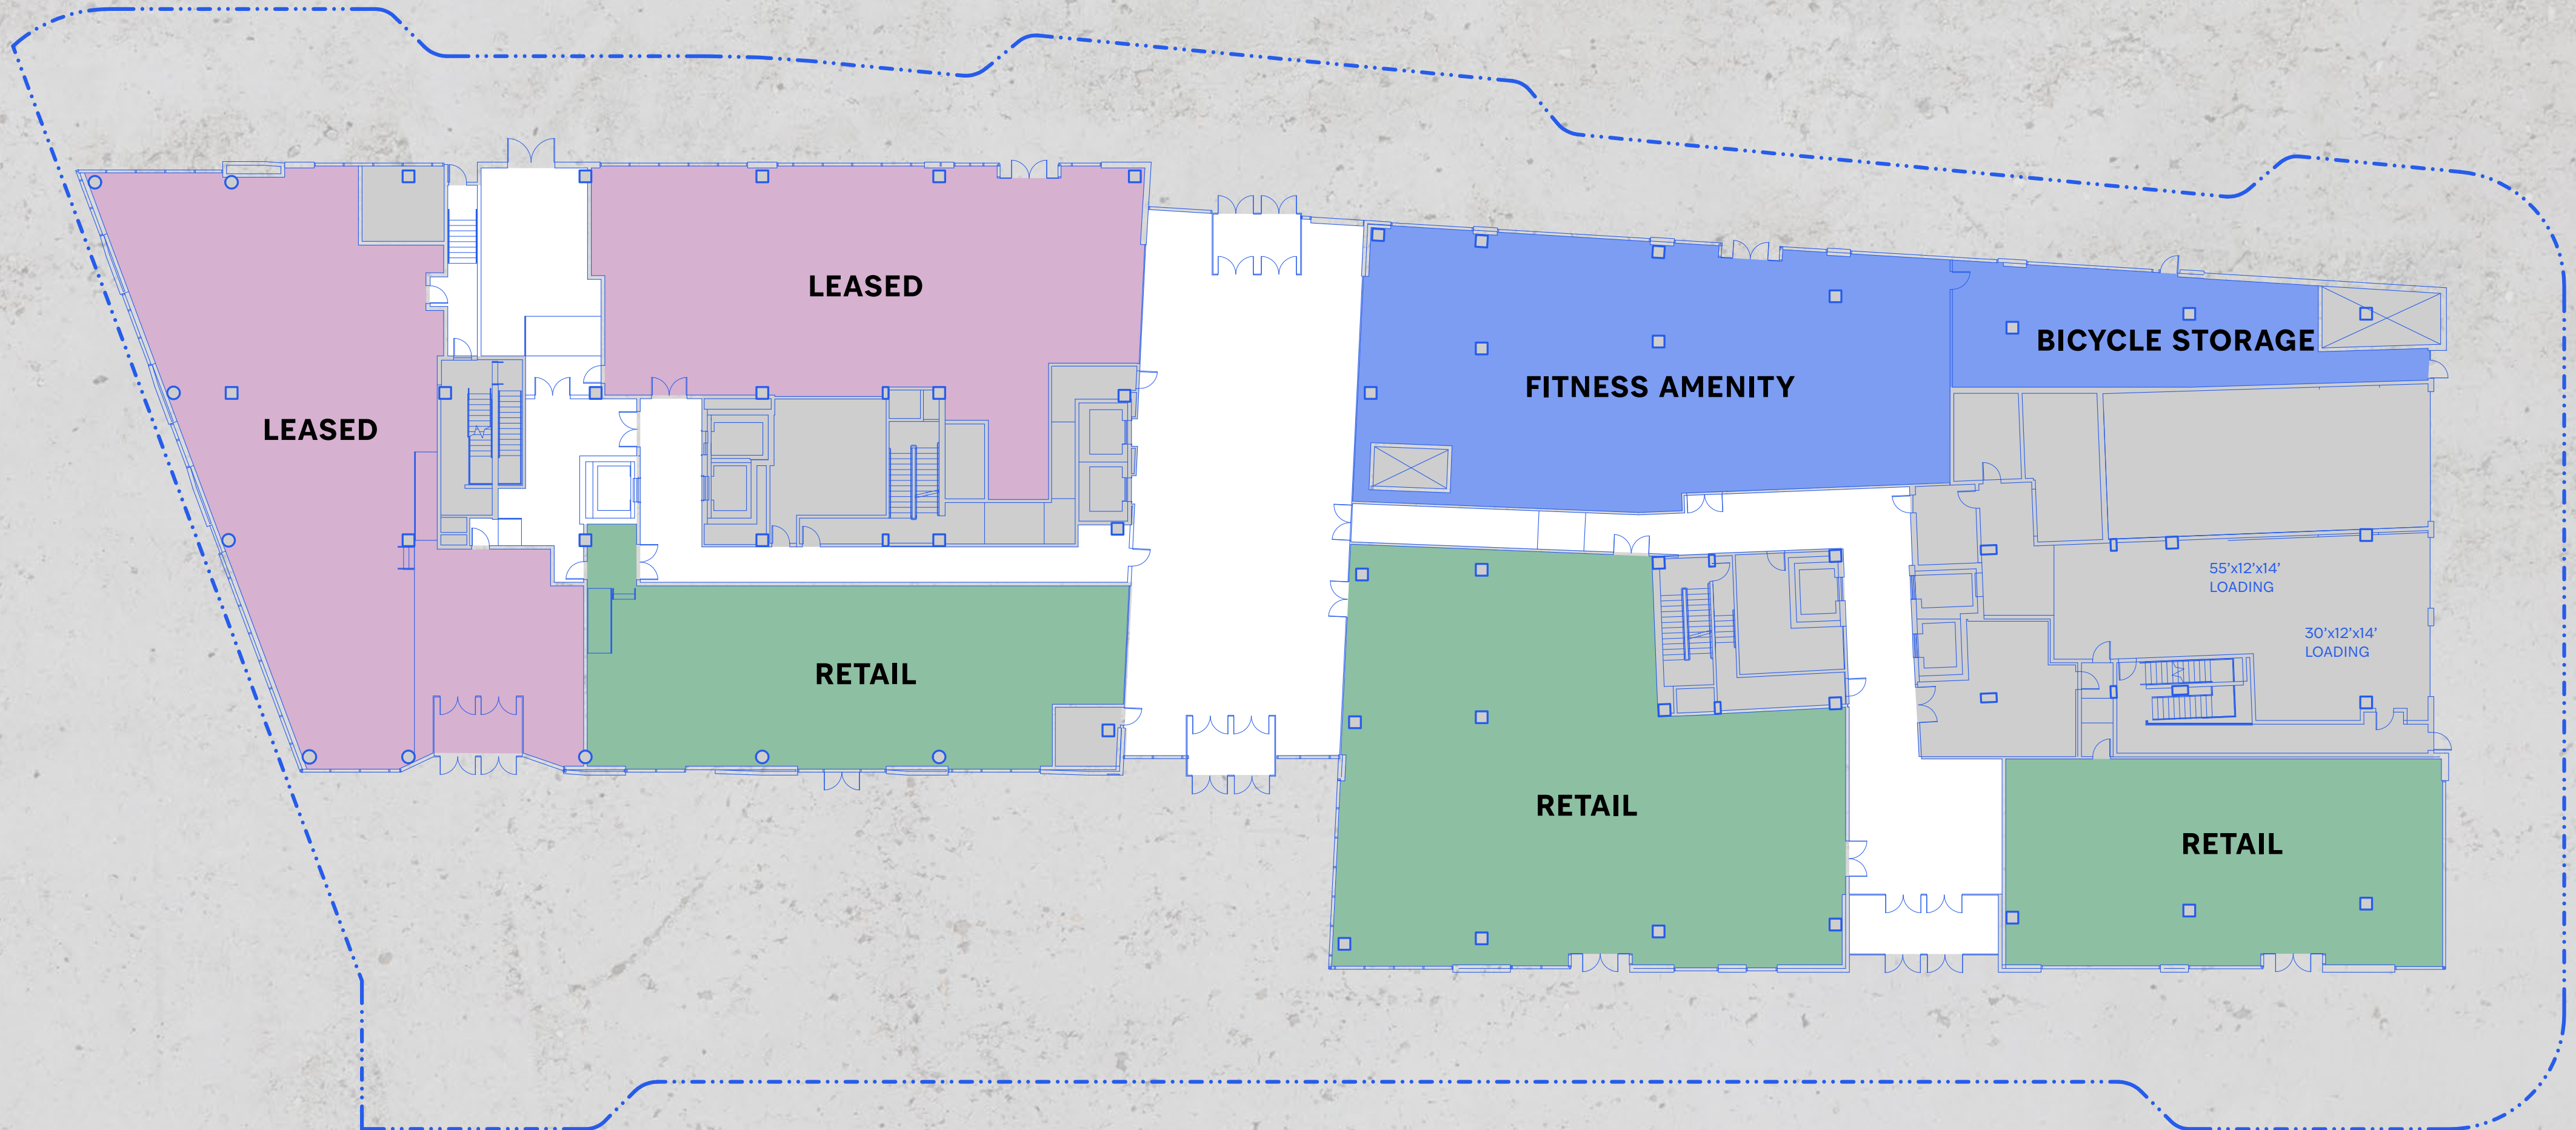 LEASED
BICYCLE STORAGE
FITNESS AMENITY
LEASED
55'x12'x14'
LOADING
30'x12'x14'
LOADING
RETAIL
RETAIL
RETAIL